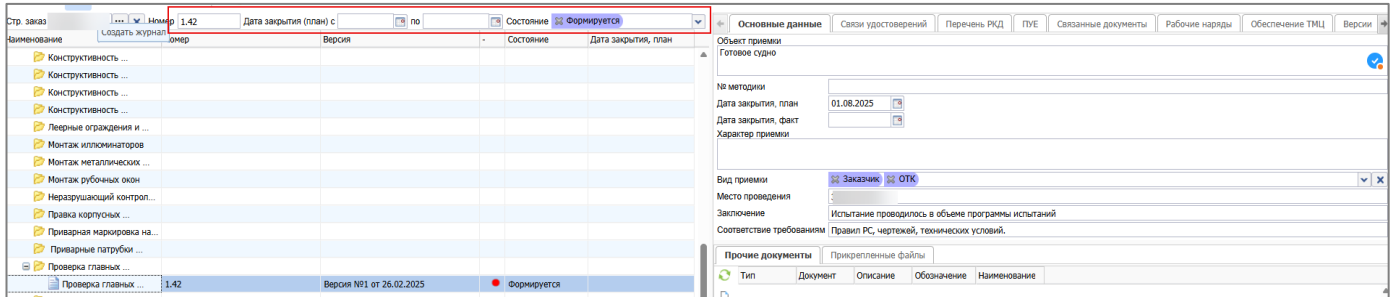 Стр. заказ ... Номер 1.42 Дата закрытия (план) с по Состояние Формируется
Создать журнал
Наименование Номер Версия - Состояние Дата закрытия, план
Конструктивность ...
Конструктивность ...
Конструктивность ...
Конструктивность ...
Леерные ограждения и ...
Монтаж иллюминаторов
Монтаж металлических ...
Монтаж рубочных окон
Неразрушающий контрол...
Правка корпусных ...
Приварная маркировка на...
Приварные патрубки ...
Проверка главных ...
Проверка главных ... 1.42 Версия №1 от 26.02.2025 Формируется
Основные данные Связи удостоверений Перечень РКД ПУЕ Связанные документы Рабочие наряды Обеспечение ТМЦ Версии
Объект приемки
Готовое судно
№ методики
Дата закрытия, план 01.08.2025
Дата закрытия, факт
Характер приемки
Вид приемки Заказчик ОТК
Место проведения
Заключение Испытание проводилось в объеме программы испытаний
Соответствие требованиям Правил РС, чертежей, технических условий.
Прочие документы Прикрепленные файлы
Тип Документ Описание Обозначение Наименование